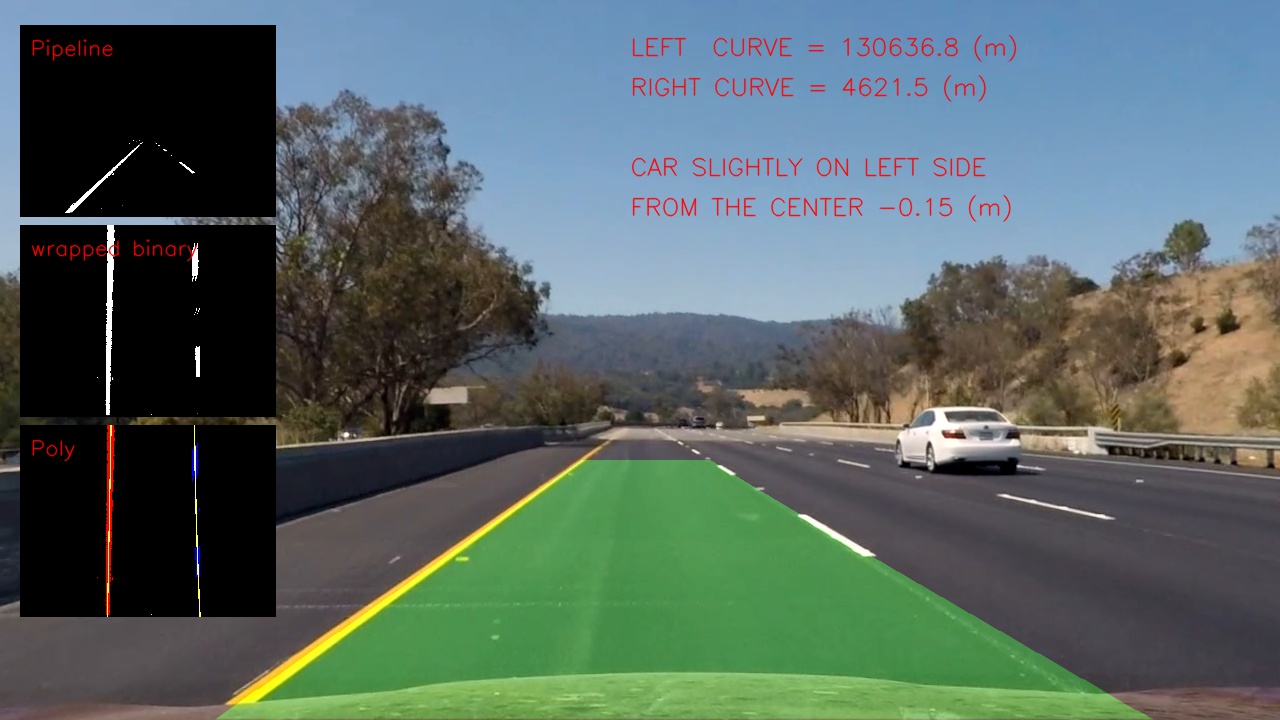 Pipeline
LEFT CURVE = 130636.8 (m)
RIGHT CURVE = 4621.5 (m)
CAR SLIGHTLY ON LEFT SIDE
FROM THE CENTER -0.15 (m)
wrapped binary
Poly